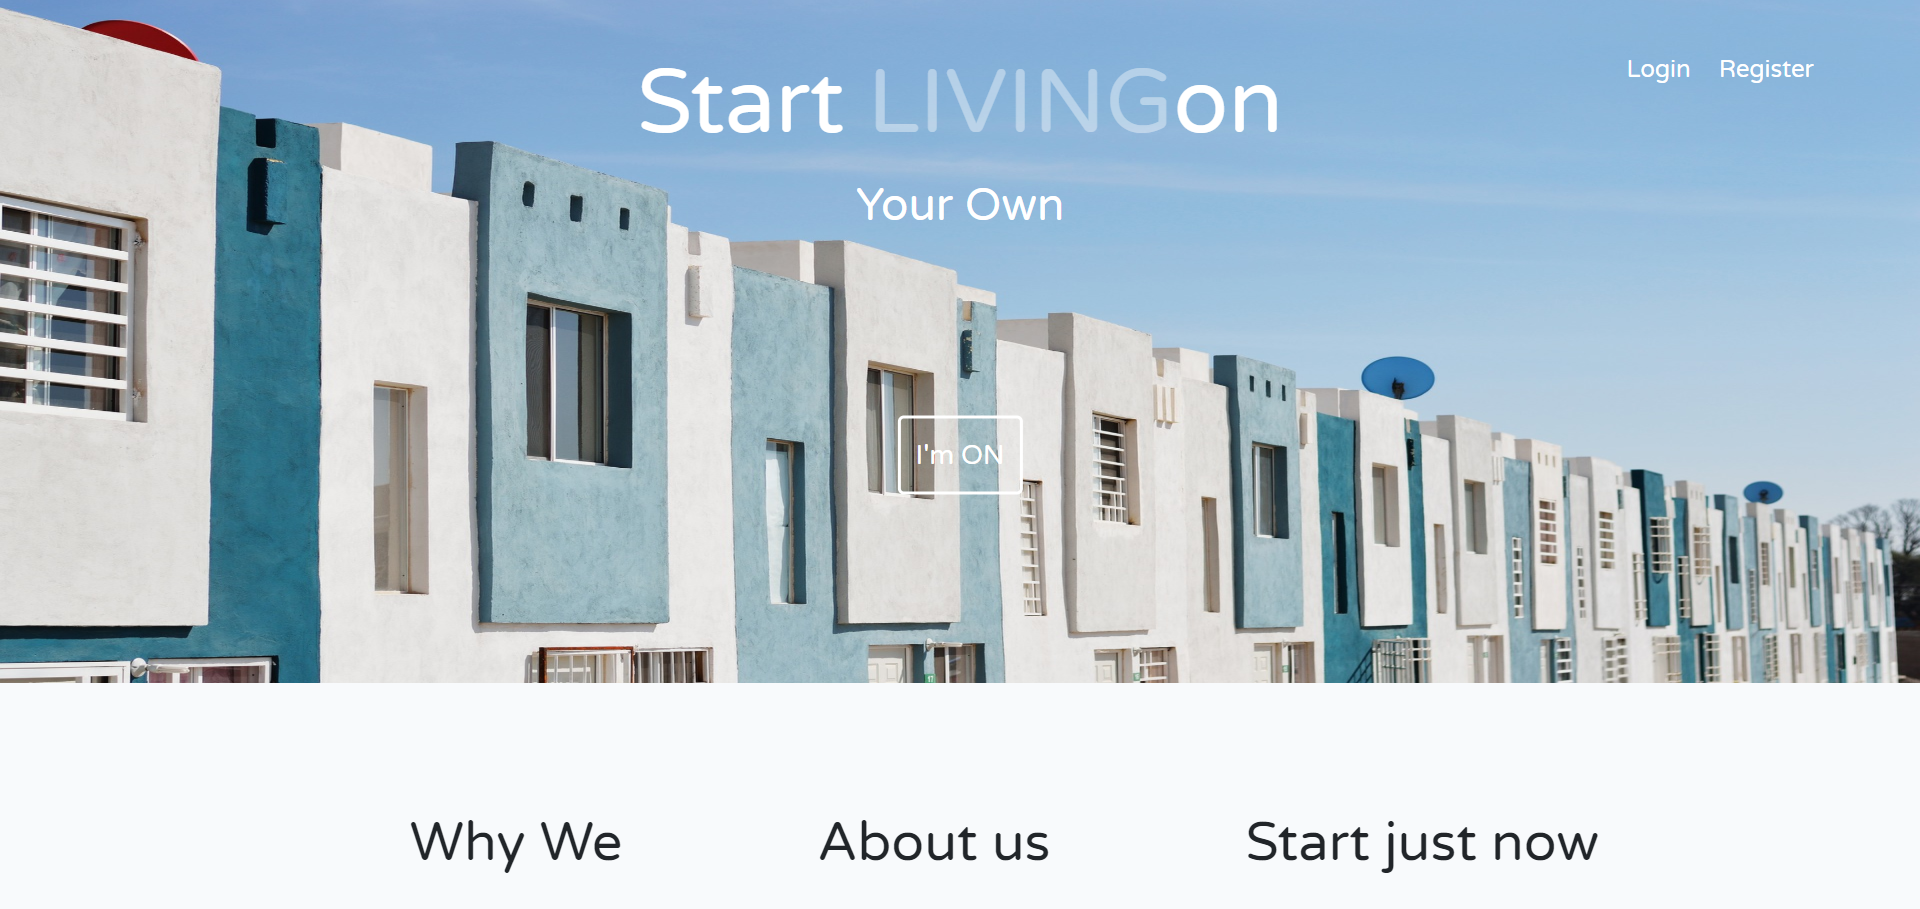 Login Register
Start LIVINGon
Your Own
I'm ON
Why We
About us
Start just now